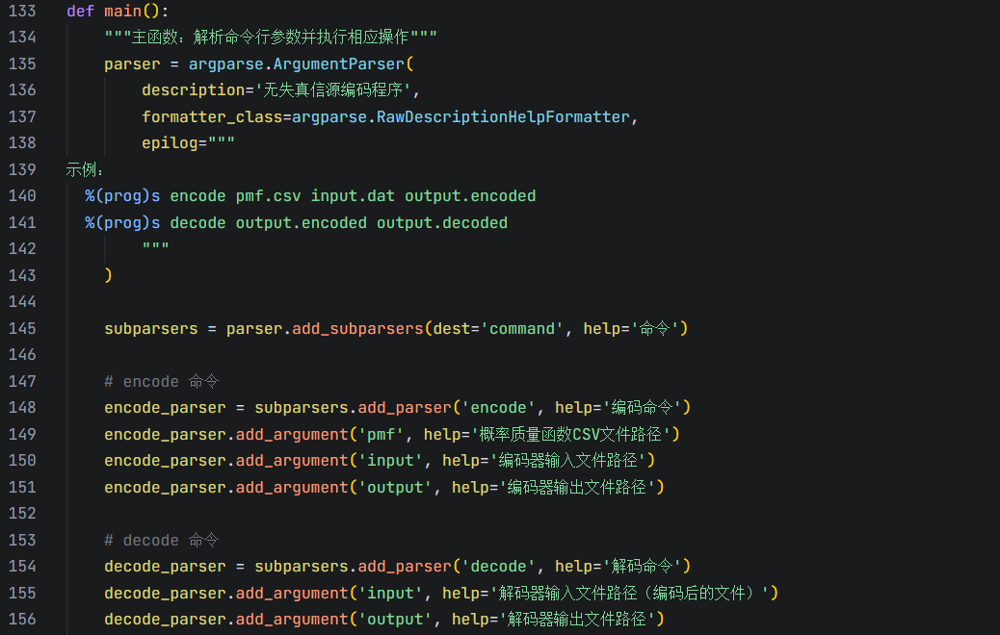 133 def main():
134     """主函数：解析命令行参数并执行相应操作"""
135     parser = argparse.ArgumentParser(
136         description='无失真信源编码程序',
137         formatter_class=argparse.RawDescriptionHelpFormatter,
138         epilog="""
139 示例：
140   %(prog)s encode pmf.csv input.dat output.encoded
141   %(prog)s decode output.encoded output.decoded
142         """
143     )
144
145     subparsers = parser.add_subparsers(dest='command', help='命令')
146
147     # encode 命令
148     encode_parser = subparsers.add_parser('encode', help='编码命令')
149     encode_parser.add_argument('pmf', help='概率质量函数CSV文件路径')
150     encode_parser.add_argument('input', help='编码器输入文件路径')
151     encode_parser.add_argument('output', help='编码器输出文件路径')
152
153     # decode 命令
154     decode_parser = subparsers.add_parser('decode', help='解码命令')
155     decode_parser.add_argument('input', help='解码器输入文件路径（编码后的文件）')
156     decode_parser.add_argument('output', help='解码器输出文件路径')